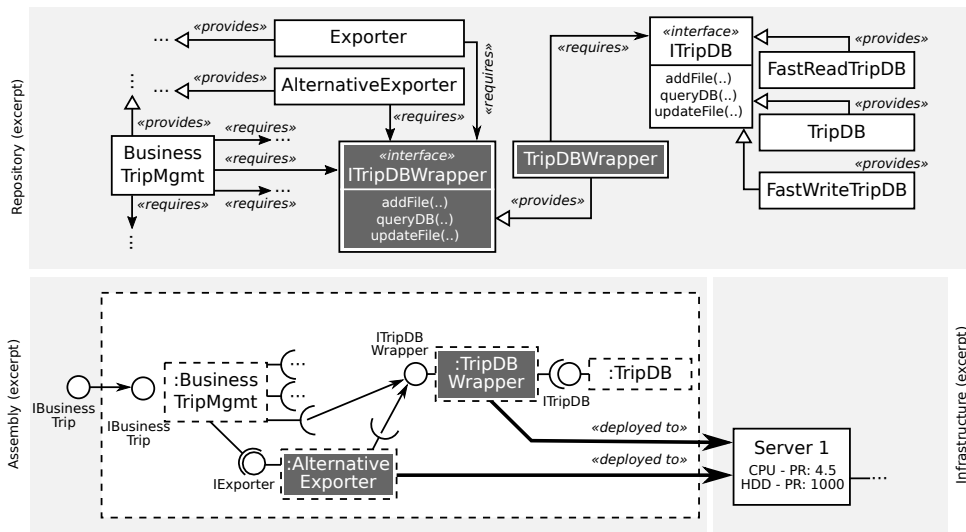 Repository (excerpt)
«provides»
...
Exporter
«requires»
«provides»
...
AlternativeExporter
«requires»
...
«provides»
Business
TripMgmt
«requires»
...
«requires»
«requires»
...
«requires»
...
«interface»
ITripDBWrapper
addFile(..)
queryDB(..)
updateFile(..)
«requires»
TripDBWrapper
«provides»
«interface»
ITripDB
addFile(..)
queryDB(..)
updateFile(..)
«provides»
FastReadTripDB
«provides»
TripDB
«provides»
FastWriteTripDB
Assembly (excerpt)
IBusiness
Trip
IBusiness
Trip
:Business
TripMgmt
...
...
ITripDB
Wrapper
:TripDB
Wrapper
ITripDB
:TripDB
IExporter
:Alternative
Exporter
«deployed to»
«deployed to»
Server 1
CPU - PR: 4.5
HDD - PR: 1000
...
Infrastructure (excerpt)